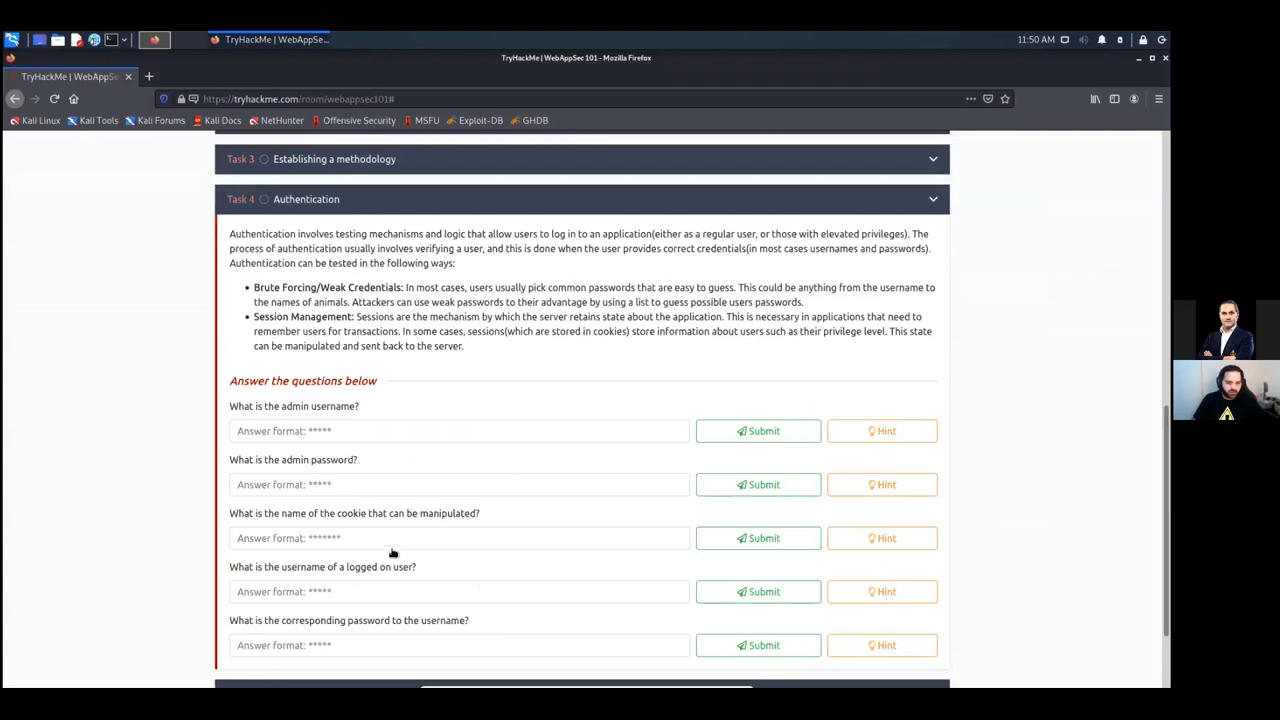 TryHackMe | WebAppSe...
11:50 AM
TryHackMe | WebAppSec 101 - Mozilla Firefox
TryHackMe | WebAppSe
https://tryhackme.com/room/webappsec101#
Kali Linux Kali Tools Kali Forums Kali Docs NetHunter Offensive Security MSFU Exploit-DB GHDB
Task 3 Establishing a methodology
Task 4 Authentication
Authentication involves testing mechanisms and logic that allow users to log in to an application(either as a regular user, or those with elevated privileges). The
process of authentication usually involves verifying a user, and this is done when the user provides correct credentials(in most cases usernames and passwords).
Authentication can be tested in the following ways:
• Brute Forcing/Weak Credentials: In most cases, users usually pick common passwords that are easy to guess. This could be anything from the username to
the names of animals. Attackers can use weak passwords to their advantage by using a list to guess possible users passwords.
• Session Management: Sessions are the mechanism by which the server retains state about the application. This is necessary in applications that need to
remember users for transactions. In some cases, sessions(which are stored in cookies) store information about users such as their privilege level. This state
can be manipulated and sent back to the server.
Answer the questions below
What is the admin username?
Answer format: ***** Submit Hint
What is the admin password?
Answer format: ***** Submit Hint
What is the name of the cookie that can be manipulated?
Answer format: ******* Submit Hint
What is the username of a logged on user?
Answer format: ***** Submit Hint
What is the corresponding password to the username?
Answer format: ***** Submit Hint